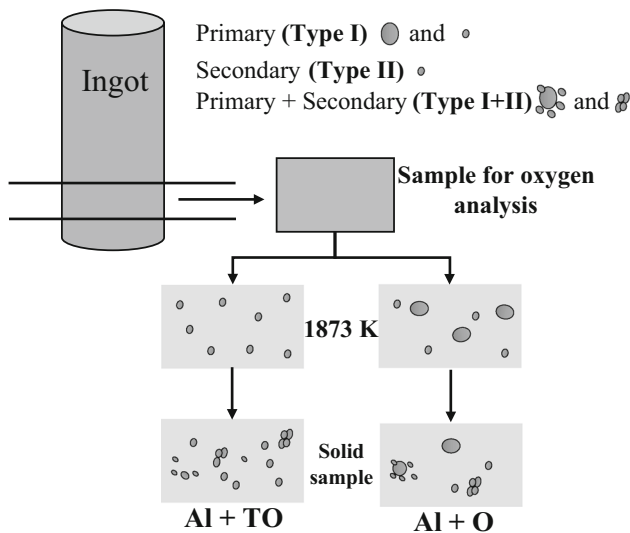 Primary (Type I) and
Secondary (Type II)
Primary + Secondary (Type I+II) and
Ingot
Sample for oxygen
analysis
1873 K
Solid
sample
Al + TO
Al + O